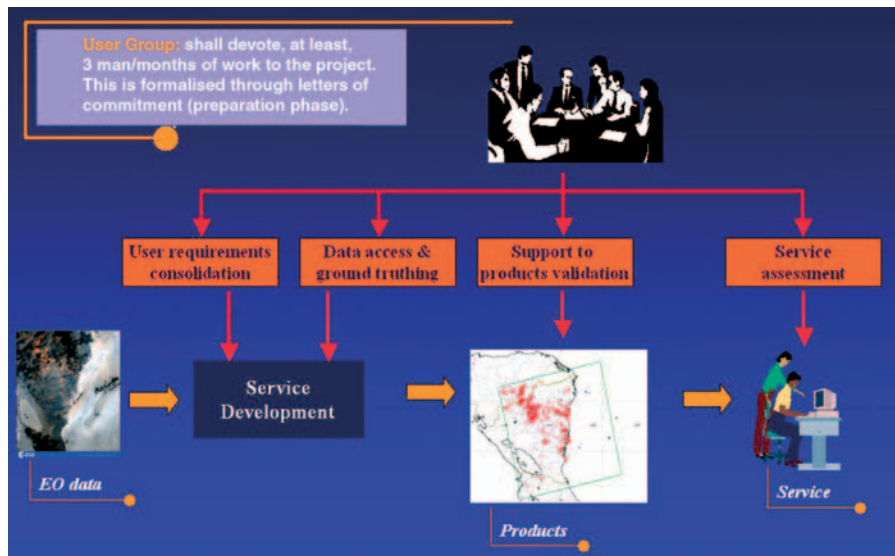 User Group: shall devote, at least,
3 man/months of work to the project.
This is formalised through letters of
commitment (preparation phase).
User requirements
consolidation
Data access &
ground truthing
Support to
products validation
Service
assessment
Service
Development
EO data
Products
Service